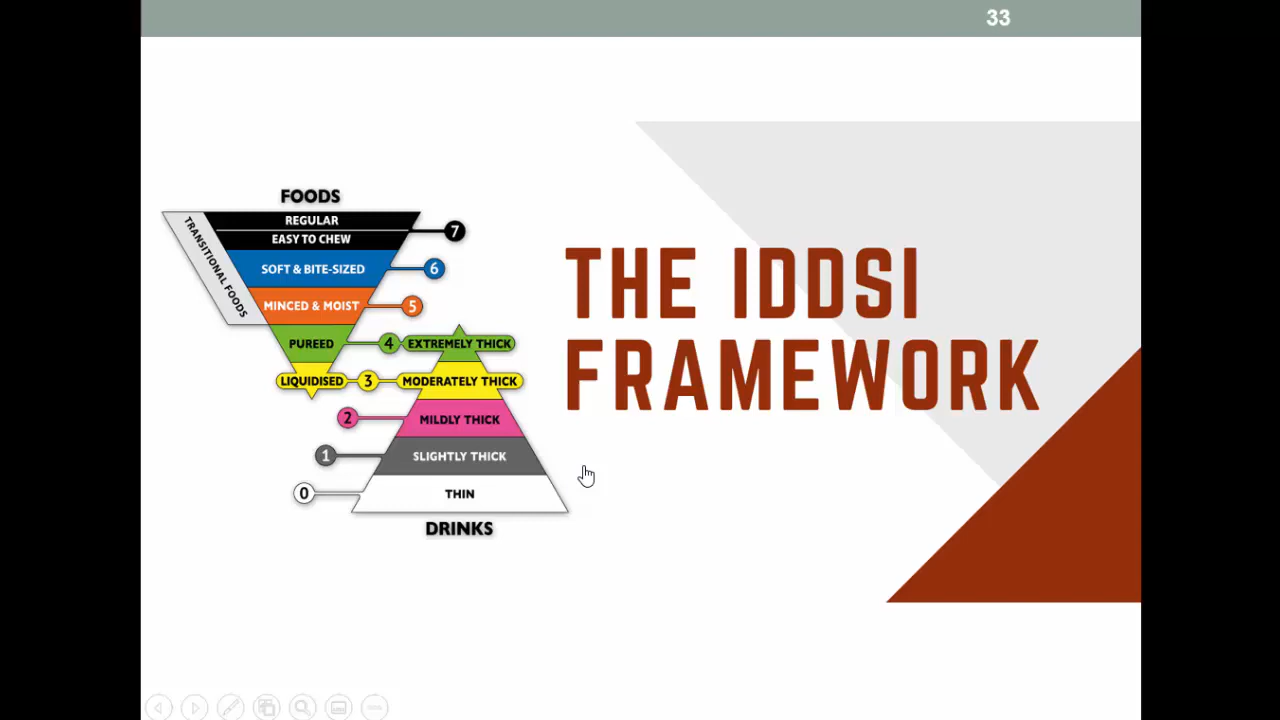 33
FOODS
REGULAR
EASY TO CHEW
TRANSITIONAL FOODS
7
SOFT & BITE-SIZED
6
MINCED & MOIST
5
PUREED
4
EXTREMELY THICK
LIQUIDISED
3
MODERATELY THICK
2
MILDLY THICK
1
SLIGHTLY THICK
0
THIN
DRINKS
THE IDDSI
FRAMEWORK